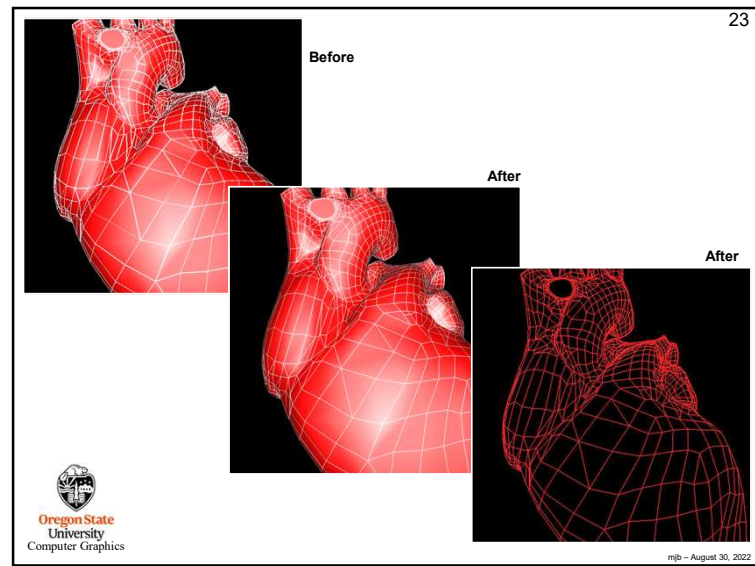 23
Before
After
After
Oregon State
University
Computer Graphics
mjb – August 30, 2022